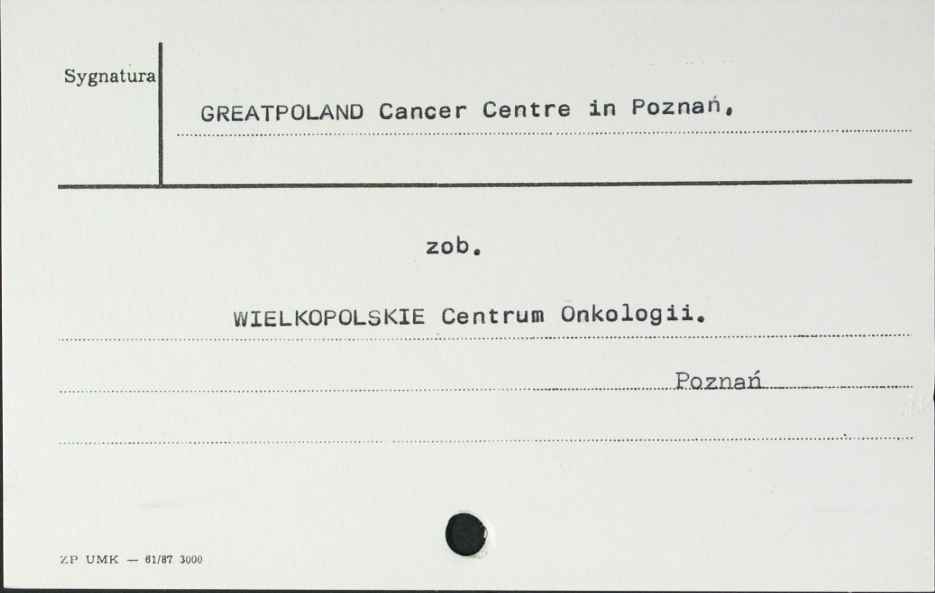 Sygnatura
GREATPOLAND Cancer Centre in Poznań.
zob.
WIELKOPOLSKIE Centrum Onkologii.
Poznań
ZP UMK — 61/87 3000